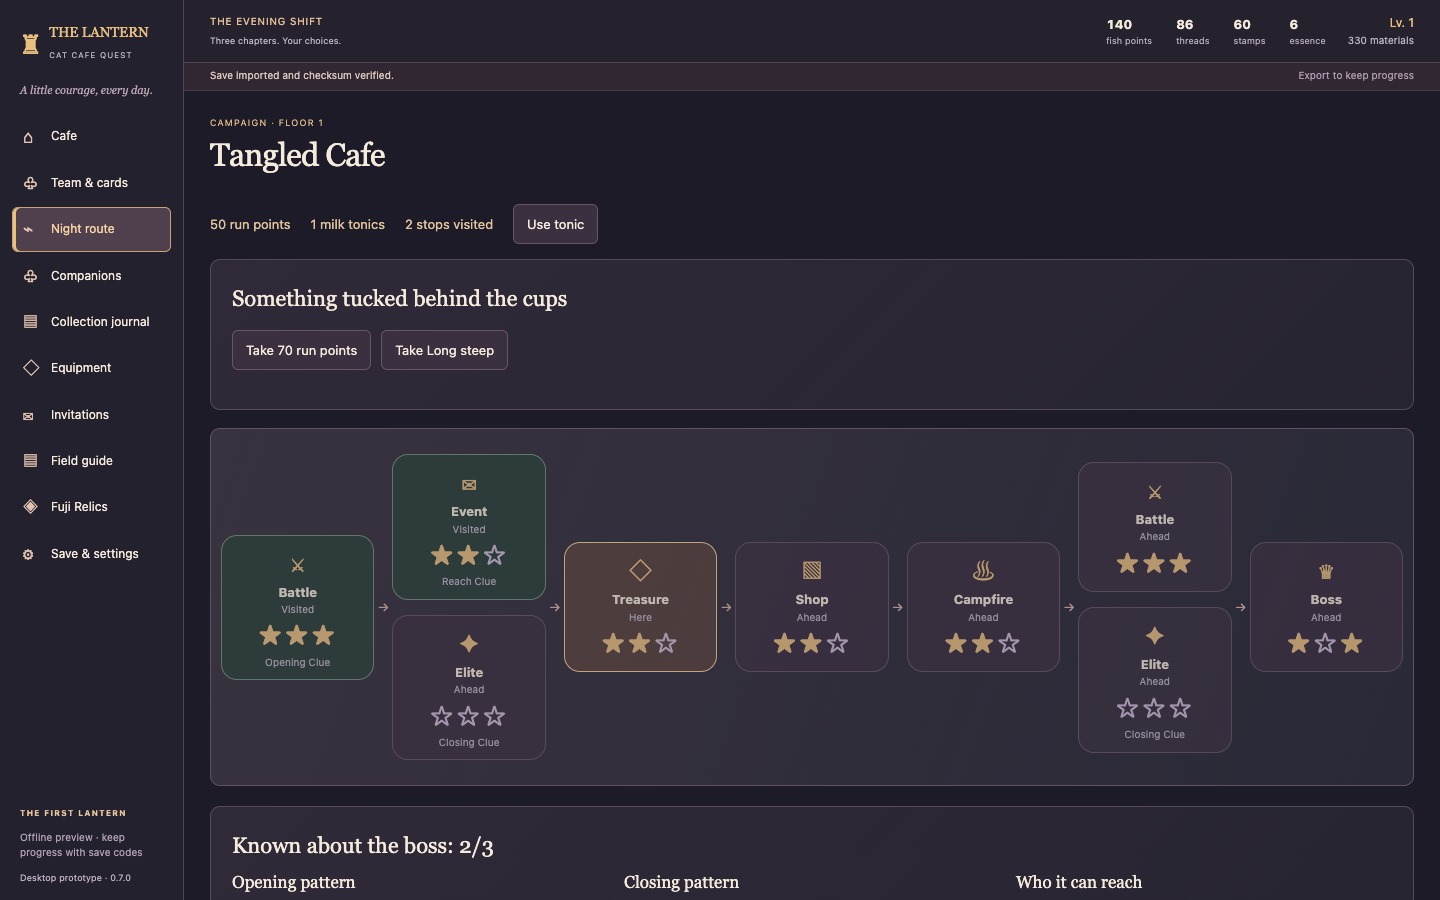 THE LANTERN
CAT CAFE QUEST
A little courage, every day.
Cafe
Team & cards
Night route
Companions
Collection journal
Equipment
Invitations
Field guide
Fuji Relics
Save & settings
THE FIRST LANTERN
Offline preview · keep
progress with save codes
Desktop prototype · 0.7.0
THE EVENING SHIFT
Three chapters. Your choices.
140
fish points
86
threads
60
stamps
6
essence
Lv. 1
330 materials
Save imported and checksum verified.
Export to keep progress
CAMPAIGN · FLOOR 1
Tangled Cafe
50 run points
1 milk tonics
2 stops visited
Use tonic
Something tucked behind the cups
Take 70 run points
Take Long steep
Battle
Visited
Opening Clue
Event
Visited
Reach Clue
Elite
Ahead
Closing Clue
Treasure
Here
Shop
Ahead
Campfire
Ahead
Battle
Ahead
Elite
Ahead
Closing Clue
Boss
Ahead
Known about the boss: 2/3
Opening pattern
Closing pattern
Who it can reach